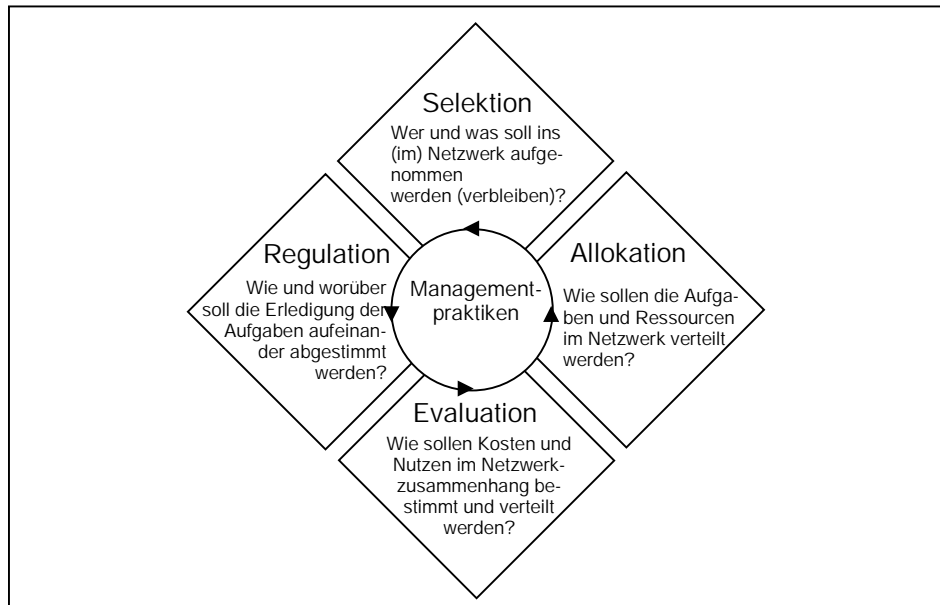 Selektion
Wer und was soll ins
(im) Netzwerk aufge-
nommen
werden (verbleiben)?
Regulation
Wie und worüber
soll die Erledigung der
Aufgaben aufeinan-
der abgestimmt
werden?
Management-
praktiken
Allokation
Wie sollen die Aufga-
ben und Ressourcen
im Netzwerk verteilt
werden?
Evaluation
Wie sollen Kosten und
Nutzen im Netzwerk-
zusammenhang be-
stimmt und verteilt
werden?